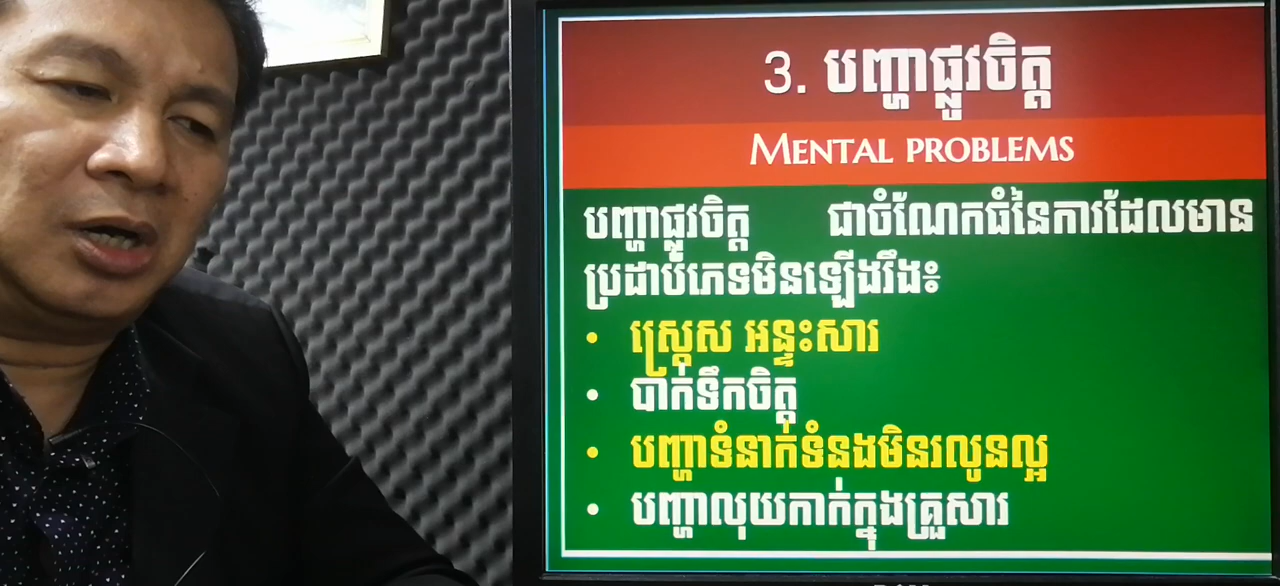 3. បញ្ហាផ្លូវចិត្ត
MENTAL PROBLEMS
បញ្ហាផ្លូវចិត្ត ជាចំណែកធំនៃការដែលមាន
ប្រដាប់ភេទមិនឡើងរឹង៖
• ស្ត្រេស អន្ទះសារ
• បាក់ទឹកចិត្ត
• បញ្ហាទំនាក់ទំនងមិនរលូនល្អ
• បញ្ហាលុយកាក់ក្នុងគ្រួសារ